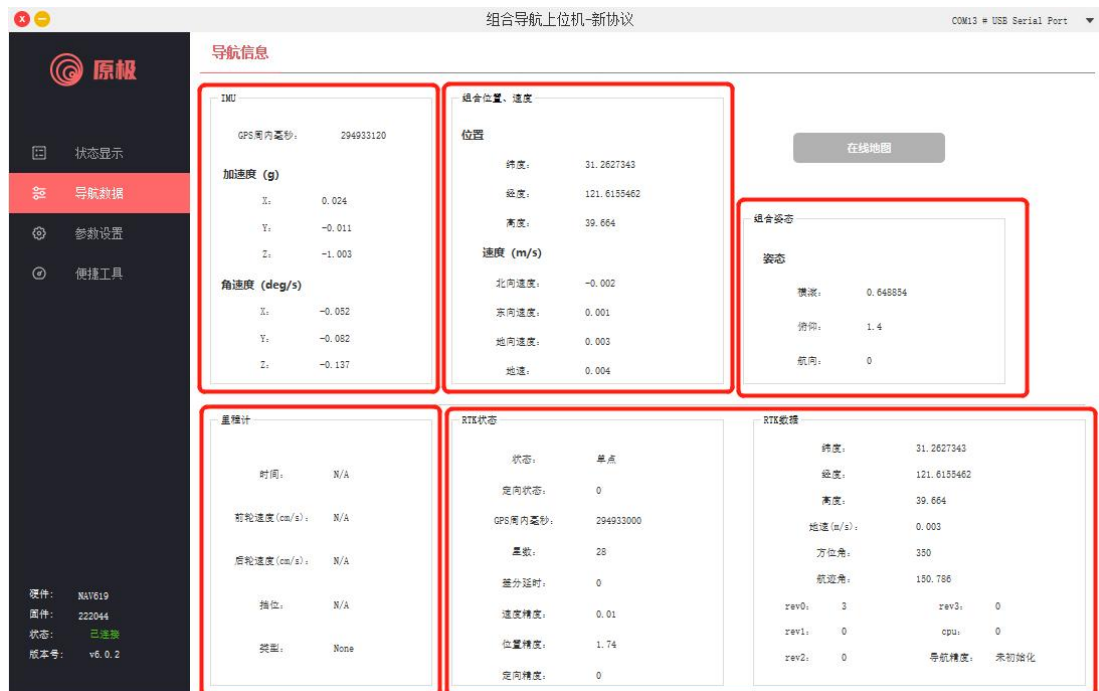 组合导航上位机-新协议
COM13 # USB Serial Port
原极
状态显示
导航数据
参数设置
便捷工具
硬件: NAV619
固件: 222044
状态: 已连接
版本号: v6.0.2
导航信息
IMU
GPS周内毫秒: 294933120
加速度 (g)
X: 0.024
Y: -0.011
Z: -1.003
角速度 (deg/s)
X: -0.052
Y: -0.082
Z: -0.137
组合位置、速度
位置
纬度: 31.2627343
经度: 121.6155462
高度: 39.664
速度 (m/s)
北向速度: -0.002
东向速度: 0.001
地向速度: 0.003
地速: 0.004
在线地图
组合姿态
姿态
横滚: 0.648854
俯仰: 1.4
航向: 0
里程计
时间: N/A
前轮速度(cm/s): N/A
后轮速度(cm/s): N/A
挡位: N/A
类型: None
RTK状态
状态: 单点
定向状态: 0
GPS周内毫秒: 294933000
星数: 28
差分延时: 0
速度精度: 0.01
位置精度: 1.74
定向精度: 0
RTK数据
纬度: 31.2627343
经度: 121.6155462
高度: 39.664
地速(m/s): 0.003
方位角: 350
航迹角: 150.786
rev0: 3 rev3: 0
rev1: 0 cpu: 0
rev2: 0 导航精度: 未初始化